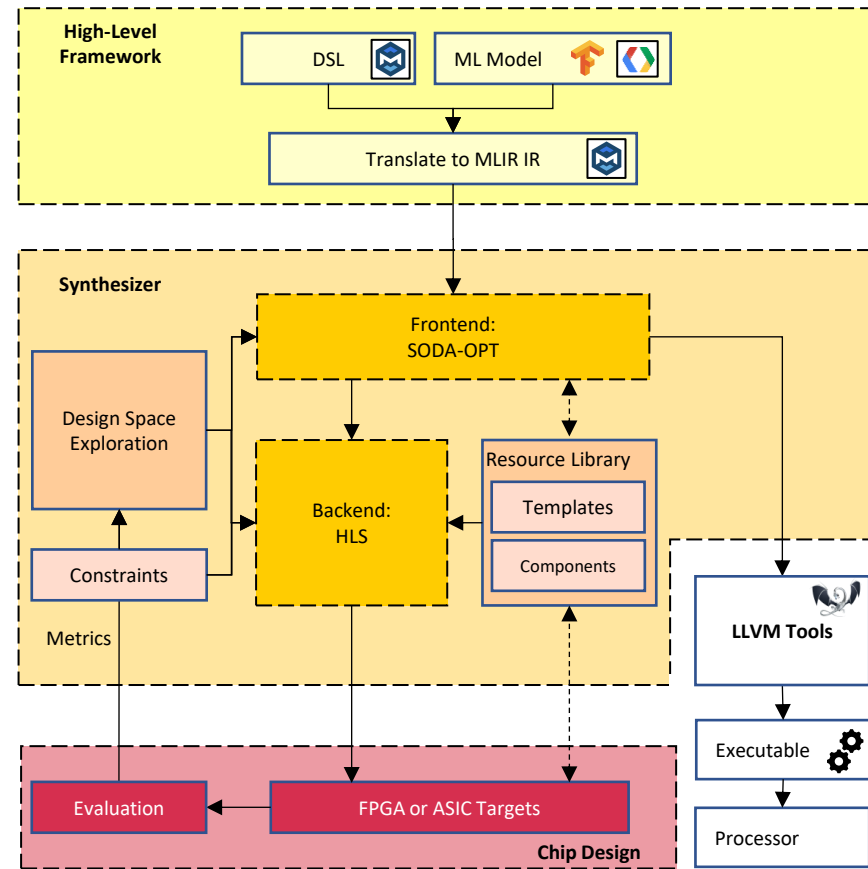 High-Level
Framework
DSL
ML Model
Translate to MLIR IR
Synthesizer
Frontend:
SODA-OPT
Design Space
Exploration
Backend:
HLS
Resource Library
Templates
Components
Constraints
Metrics
LLVM Tools
Executable
Evaluation
FPGA or ASIC Targets
Processor
Chip Design